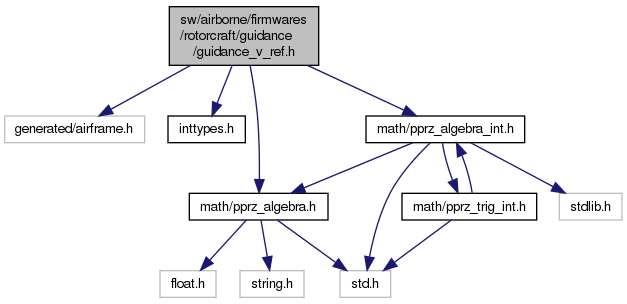 sw/airborne/firmwares
/rotorcraft/guidance
/guidance_v_ref.h
generated/airframe.h
inttypes.h
math/pprz_algebra_int.h
math/pprz_algebra.h
math/pprz_trig_int.h
stdlib.h
float.h
string.h
std.h